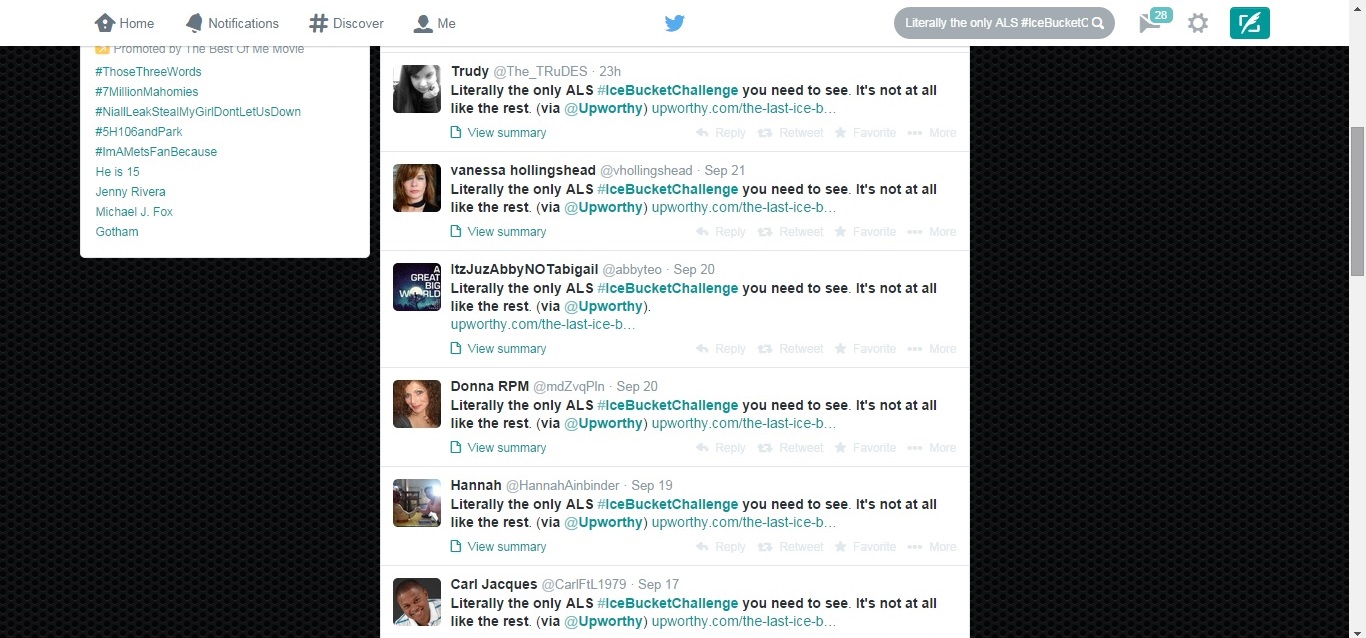 Home Notifications Discover Me Literally the only ALS #IceBucketC 28
Promoted by The Best Of Me Movie
#ThoseThreeWords
#7MillionMahomies
#NiallLeakStealMyGirlDontLetUsDown
#5H106andPark
#ImAMetsFanBecause
He is 15
Jenny Rivera
Michael J. Fox
Gotham
Trudy @The_TRuDES · 23h
Literally the only ALS #IceBucketChallenge you need to see. It's not at all
like the rest. (via @Upworthy) upworthy.com/the-last-ice-b…
View summary Reply Retweet Favorite More
vanessa hollingshead @vhollingshead · Sep 21
Literally the only ALS #IceBucketChallenge you need to see. It's not at all
like the rest. (via @Upworthy) upworthy.com/the-last-ice-b…
View summary Reply Retweet Favorite More
A
GREAT
BIG
WORLD
ItzJuzAbbyNOTabigail @abbyteo · Sep 20
Literally the only ALS #IceBucketChallenge you need to see. It's not at all
like the rest. (via @Upworthy).
upworthy.com/the-last-ice-b…
View summary Reply Retweet Favorite More
Donna RPM @mdZvqPln · Sep 20
Literally the only ALS #IceBucketChallenge you need to see. It's not at all
like the rest. (via @Upworthy) upworthy.com/the-last-ice-b…
View summary Reply Retweet Favorite More
Hannah @HannahAinbinder · Sep 19
Literally the only ALS #IceBucketChallenge you need to see. It's not at all
like the rest. (via @Upworthy) upworthy.com/the-last-ice-b…
View summary Reply Retweet Favorite More
Carl Jacques @CarlFtL1979 · Sep 17
Literally the only ALS #IceBucketChallenge you need to see. It's not at all
like the rest. (via @Upworthy) upworthy.com/the-last-ice-b…